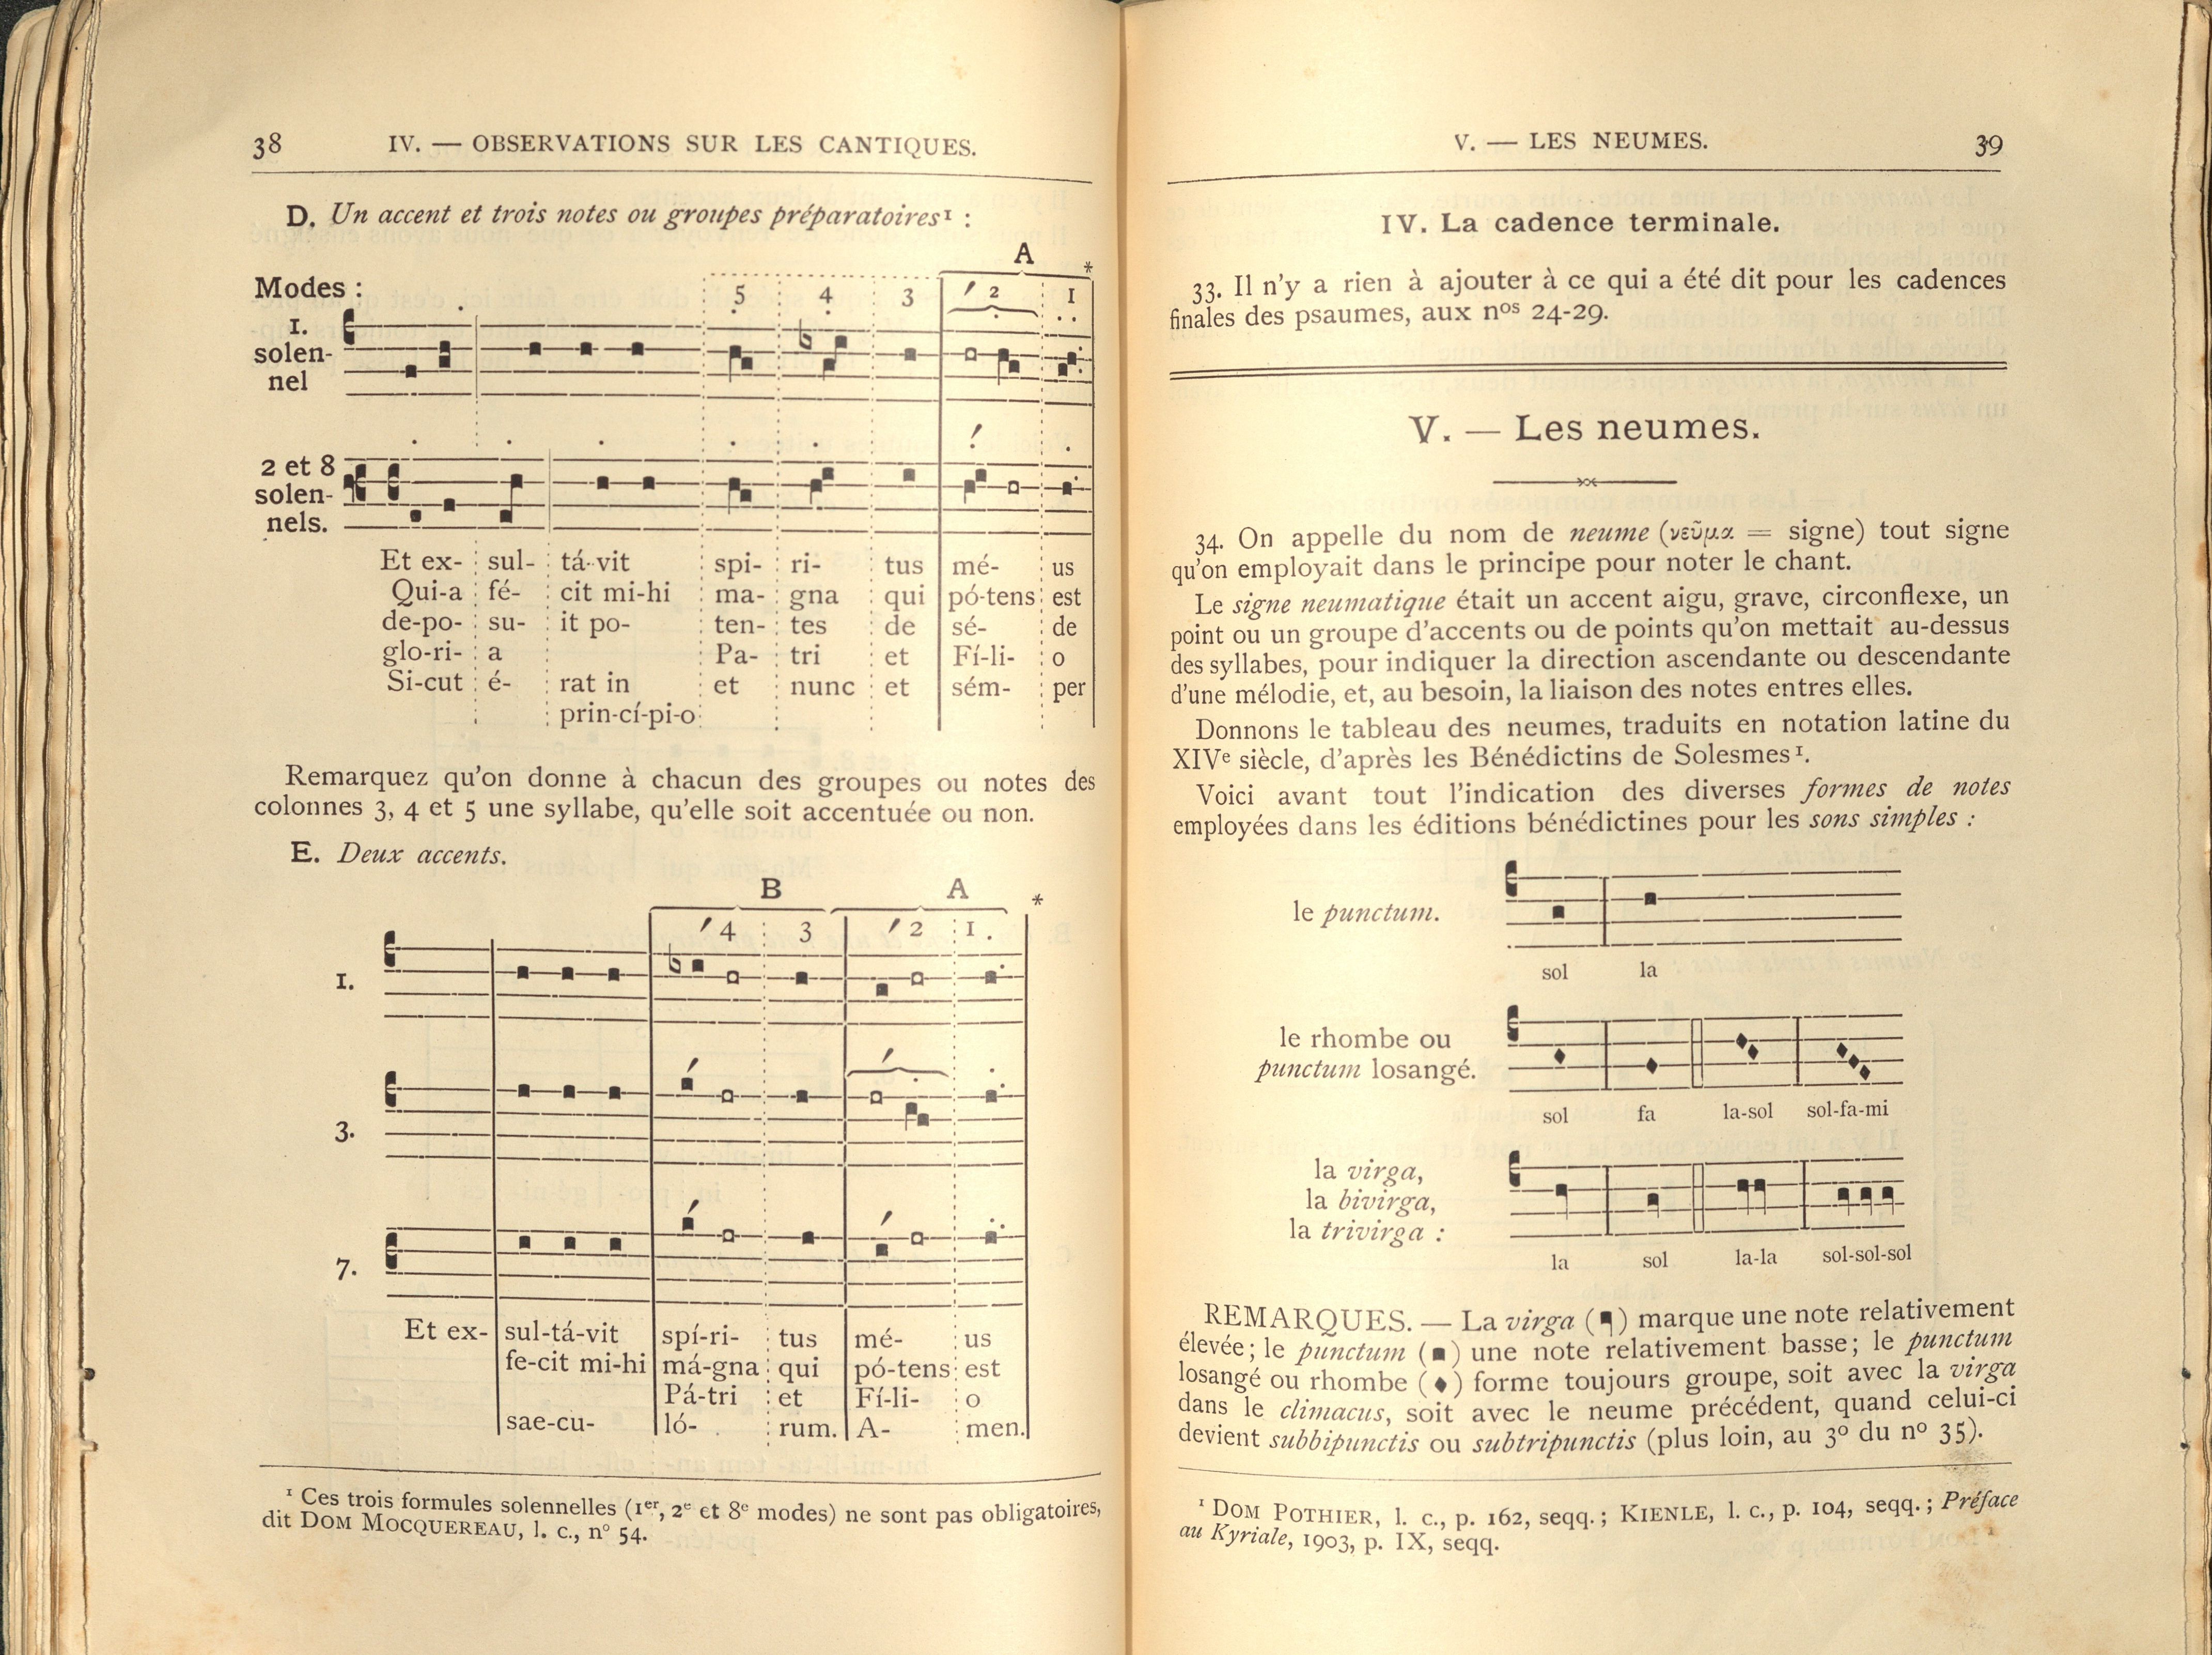 38 IV. — OBSERVATIONS SUR LES CANTIQUES.
D. Un accent et trois notes ou groupes préparatoires¹ :
A
*
Modes : 5 4 3 ′ 2 1
I.
solen-
nel
2 et 8
solen-
nels.
Et ex- sul- tá-vit spi- ri- tus mé- us
Qui-a fé- cit mi-hi ma- gna qui pó-tens est
de-po- su- it po- ten- tes de sé- de
glo-ri- a Pa- tri et Fí-li- o
Si-cut é- rat in et nunc et sém- per
prin-cí-pi-o
Remarquez qu'on donne à chacun des groupes ou notes des
colonnes 3, 4 et 5 une syllabe, qu'elle soit accentuée ou non.
E. Deux accents.
B A
*
′ 4 3 ′ 2 1.
1.
3.
7.
Et ex- sul-tá-vit spí-ri- tus mé- us
fe-cit mi-hi má-gna qui pó-tens est
Pá-tri et Fí-li- o
sae-cu- ló- rum. A- men.
¹ Ces trois formules solennelles (1er, 2e et 8e modes) ne sont pas obligatoires,
dit DOM MOCQUEREAU, l. c., n° 54.
V. — LES NEUMES. 39
IV. La cadence terminale.
33. Il n'y a rien à ajouter à ce qui a été dit pour les cadences
finales des psaumes, aux nos 24-29.
V. — Les neumes.
34. On appelle du nom de neume (νεῦμα = signe) tout signe
qu'on employait dans le principe pour noter le chant.
Le signe neumatique était un accent aigu, grave, circonflexe, un
point ou un groupe d'accents ou de points qu'on mettait au-dessus
des syllabes, pour indiquer la direction ascendante ou descendante
d'une mélodie, et, au besoin, la liaison des notes entres elles.
Donnons le tableau des neumes, traduits en notation latine du
XIVe siècle, d'après les Bénédictins de Solesmes¹.
Voici avant tout l'indication des diverses formes de notes
employées dans les éditions bénédictines pour les sons simples :
le punctum.
sol la
le rhombe ou
punctum losangé.
sol fa la-sol sol-fa-mi
la virga,
la bivirga,
la trivirga :
la sol la-la sol-sol-sol
REMARQUES. — La virga (¶) marque une note relativement
élevée ; le punctum (▪) une note relativement basse ; le punctum
losangé ou rhombe (♦) forme toujours groupe, soit avec la virga
dans le climacus, soit avec le neume précédent, quand celui-ci
devient subbipunctis ou subtripunctis (plus loin, au 3° du n° 35).
¹ DOM POTHIER, l. c., p. 162, seqq. ; KIENLE, l. c., p. 104, seqq. ; Préface
au Kyriale, 1903, p. IX, seqq.